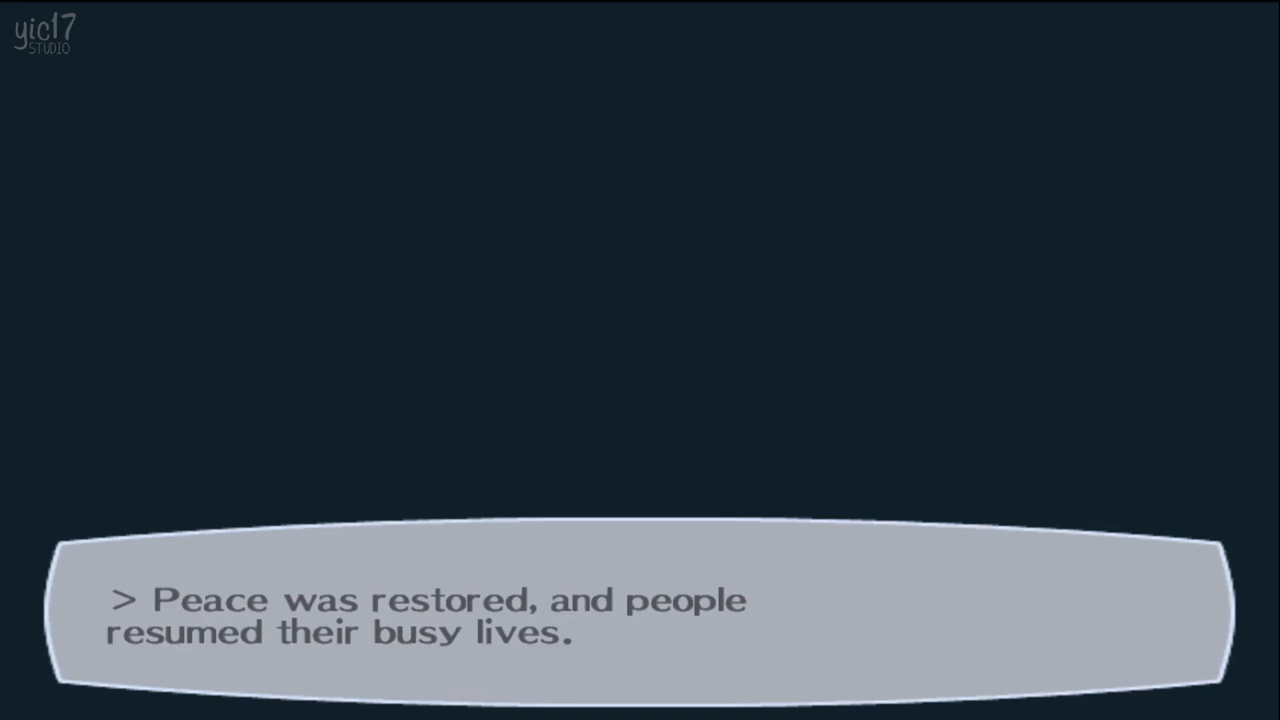 yic17
STUDIO
> Peace was restored, and people
resumed their busy lives.